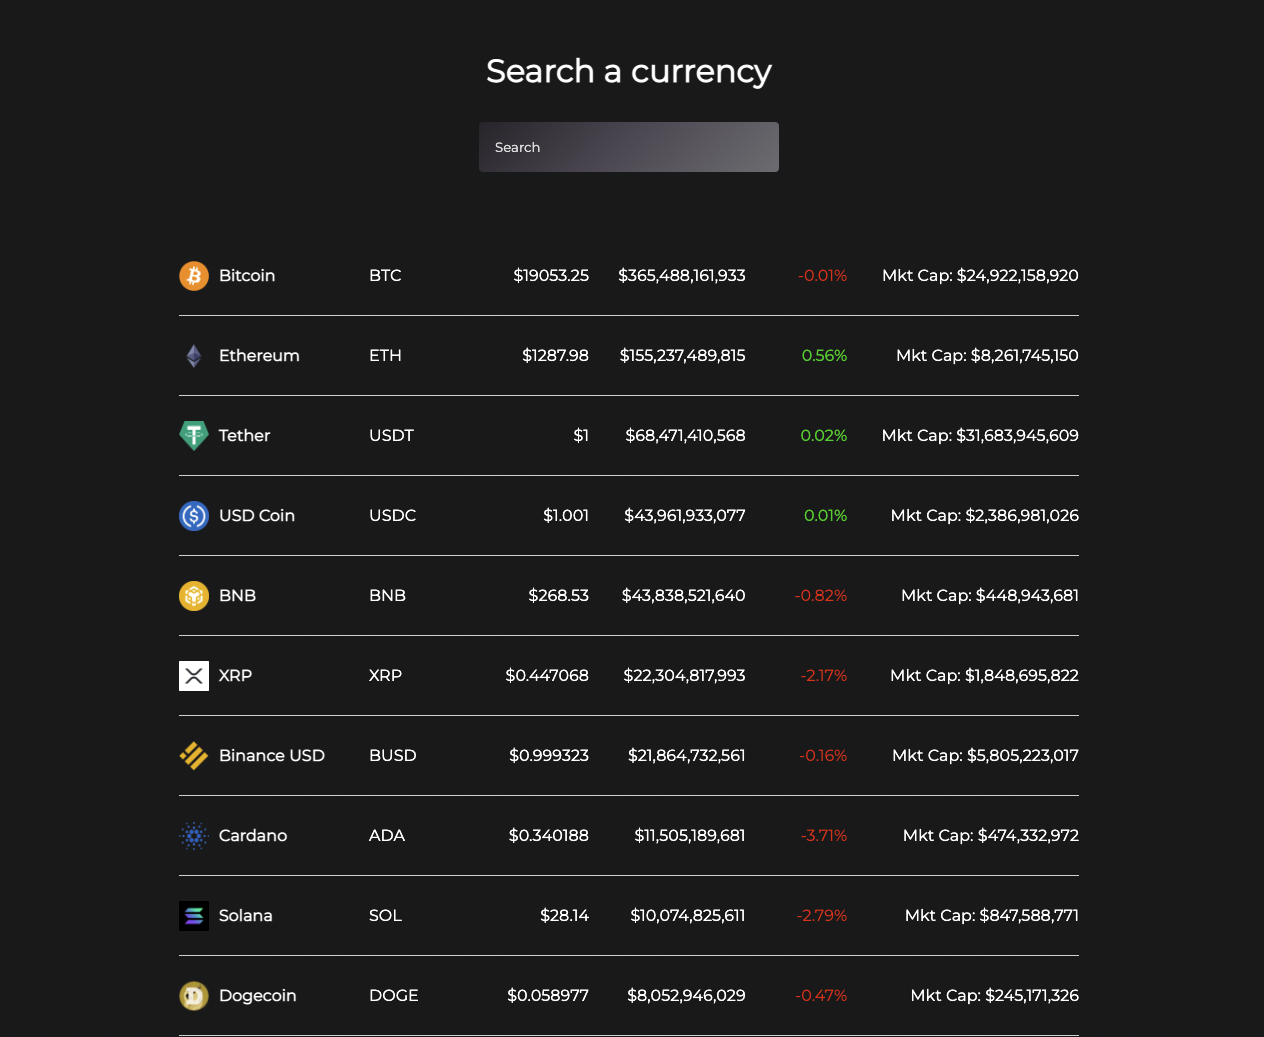 Search a currency
Search
Bitcoin BTC $19053.25 $365,488,161,933 -0.01% Mkt Cap: $24,922,158,920
Ethereum ETH $1287.98 $155,237,489,815 0.56% Mkt Cap: $8,261,745,150
Tether USDT $1 $68,471,410,568 0.02% Mkt Cap: $31,683,945,609
USD Coin USDC $1.001 $43,961,933,077 0.01% Mkt Cap: $2,386,981,026
BNB BNB $268.53 $43,838,521,640 -0.82% Mkt Cap: $448,943,681
XRP XRP $0.447068 $22,304,817,993 -2.17% Mkt Cap: $1,848,695,822
Binance USD BUSD $0.999323 $21,864,732,561 -0.16% Mkt Cap: $5,805,223,017
Cardano ADA $0.340188 $11,505,189,681 -3.71% Mkt Cap: $474,332,972
Solana SOL $28.14 $10,074,825,611 -2.79% Mkt Cap: $847,588,771
Dogecoin DOGE $0.058977 $8,052,946,029 -0.47% Mkt Cap: $245,171,326